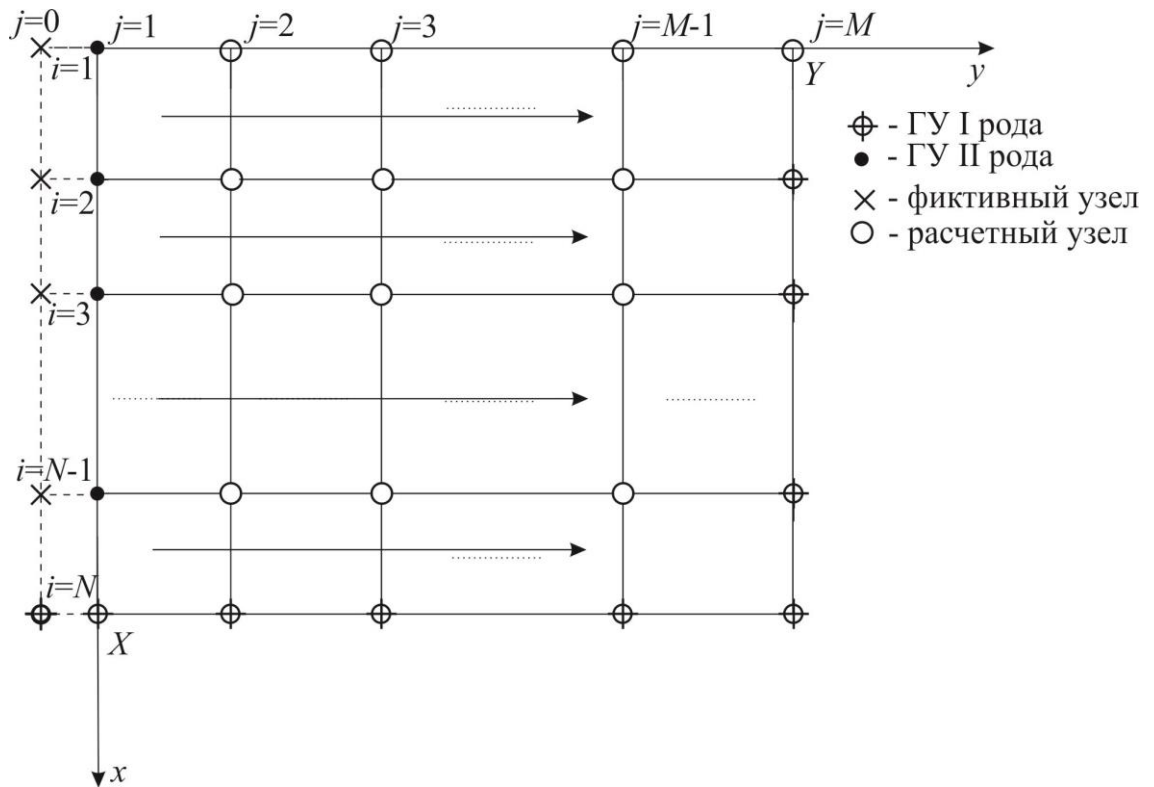 j=0
j=1
j=2
j=3
j=M-1
j=M
i=1
Y
y
- ГУ I рода
- ГУ II рода
- фиктивный узел
- расчетный узел
i=2
i=3
i=N-1
i=N
X
x